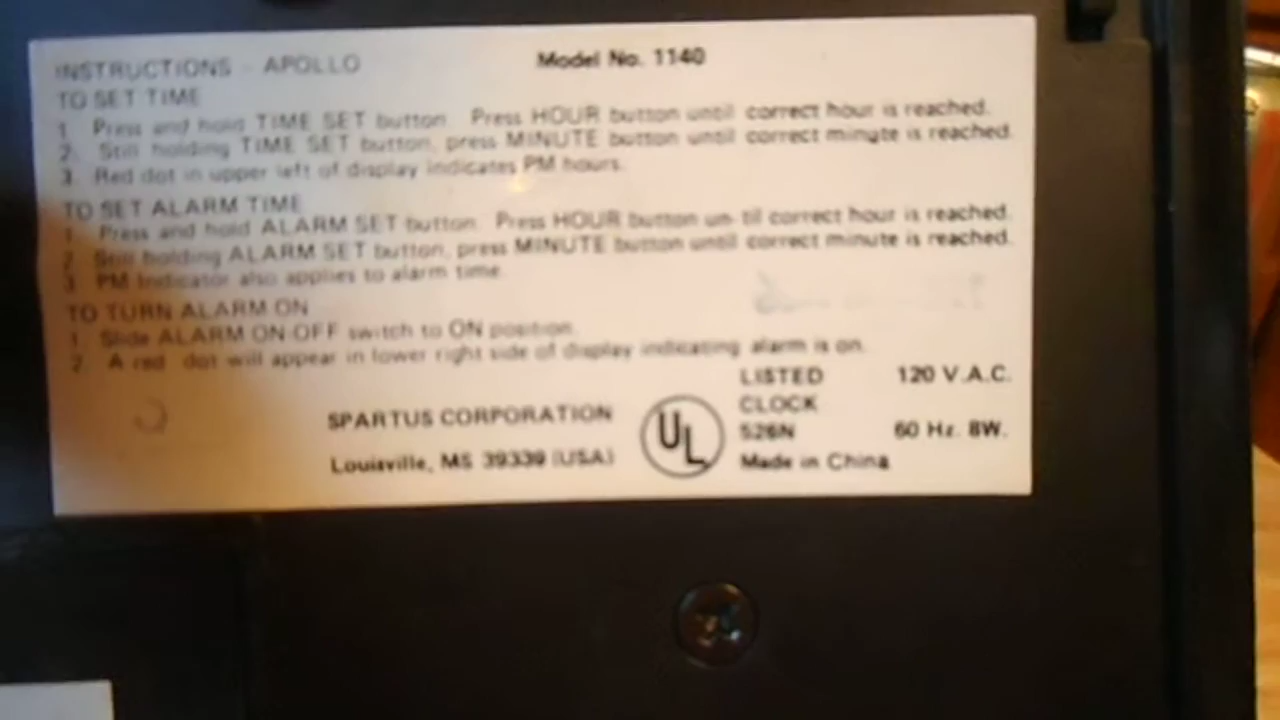 INSTRUCTIONS - APOLLO Model No. 1140
TO SET TIME
1. Press and hold TIME SET button. Press HOUR button until correct hour is reached.
2. Still holding TIME SET button, press MINUTE button until correct minute is reached.
3. Red dot in upper left of display indicates PM hours.
TO SET ALARM TIME
1. Press and hold ALARM SET button. Press HOUR button un- til correct hour is reached.
2. Still holding ALARM SET button, press MINUTE button until correct minute is reached.
3. PM Indicator also applies to alarm time.
TO TURN ALARM ON
1. Slide ALARM ON-OFF switch to ON position.
2. A red dot will appear in lower right side of display indicating alarm is on.
SPARTUS CORPORATION
Louisville, MS 39339 (USA)
UL
LISTED 120 V.A.C.
CLOCK
526N 60 Hz. 8W.
Made in China